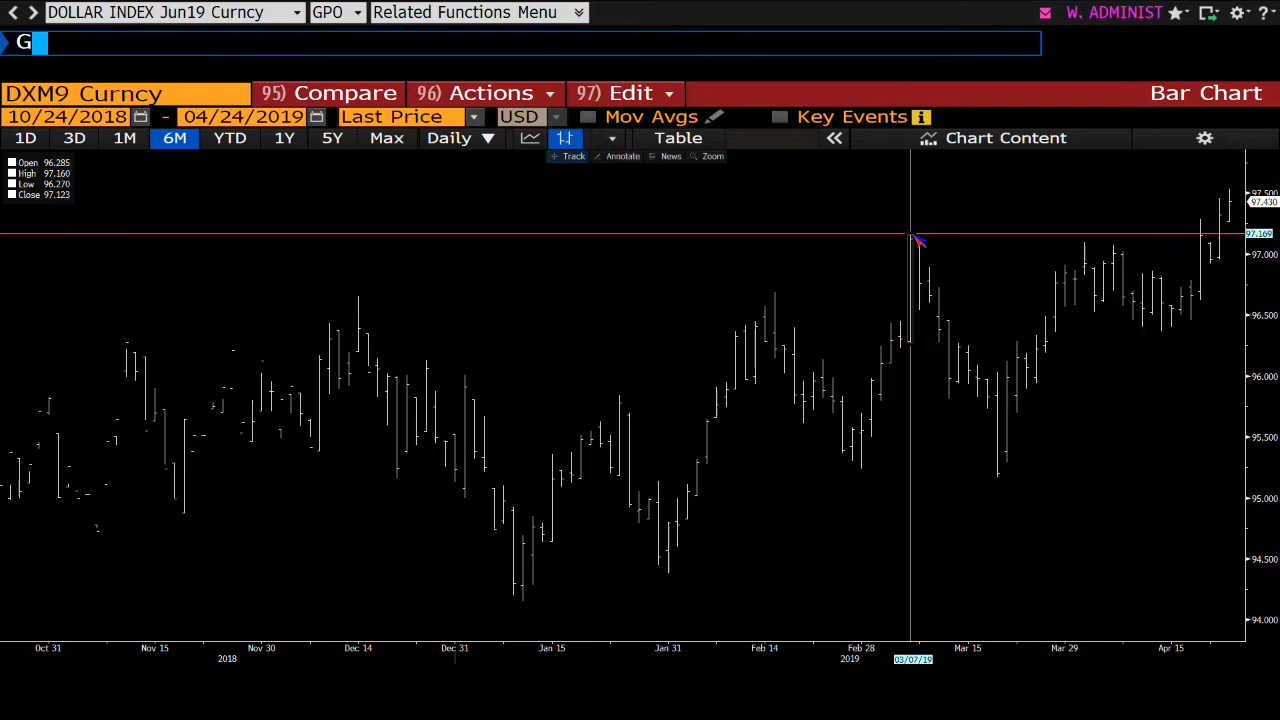 DOLLAR INDEX Jun19 Curncy GPO Related Functions Menu W. ADMINIST ?
G
DXM9 Curncy 95) Compare 96) Actions 97) Edit Bar Chart
10/24/2018 - 04/24/2019 Last Price USD Mov Avgs Key Events i
1D 3D 1M 6M YTD 1Y 5Y Max Daily Table Chart Content
Track Annotate News Zoom
Open 96.285
High 97.160
Low 96.270
Close 97.123
97.500
97.430
97.169
97.000
96.500
96.000
95.500
95.000
94.500
94.000
Oct 31 Nov 15 Nov 30 Dec 14 Dec 31 Jan 15 Jan 31 Feb 14 Feb 28 Mar 15 Mar 29 Apr 15
2018 2019 03/07/19